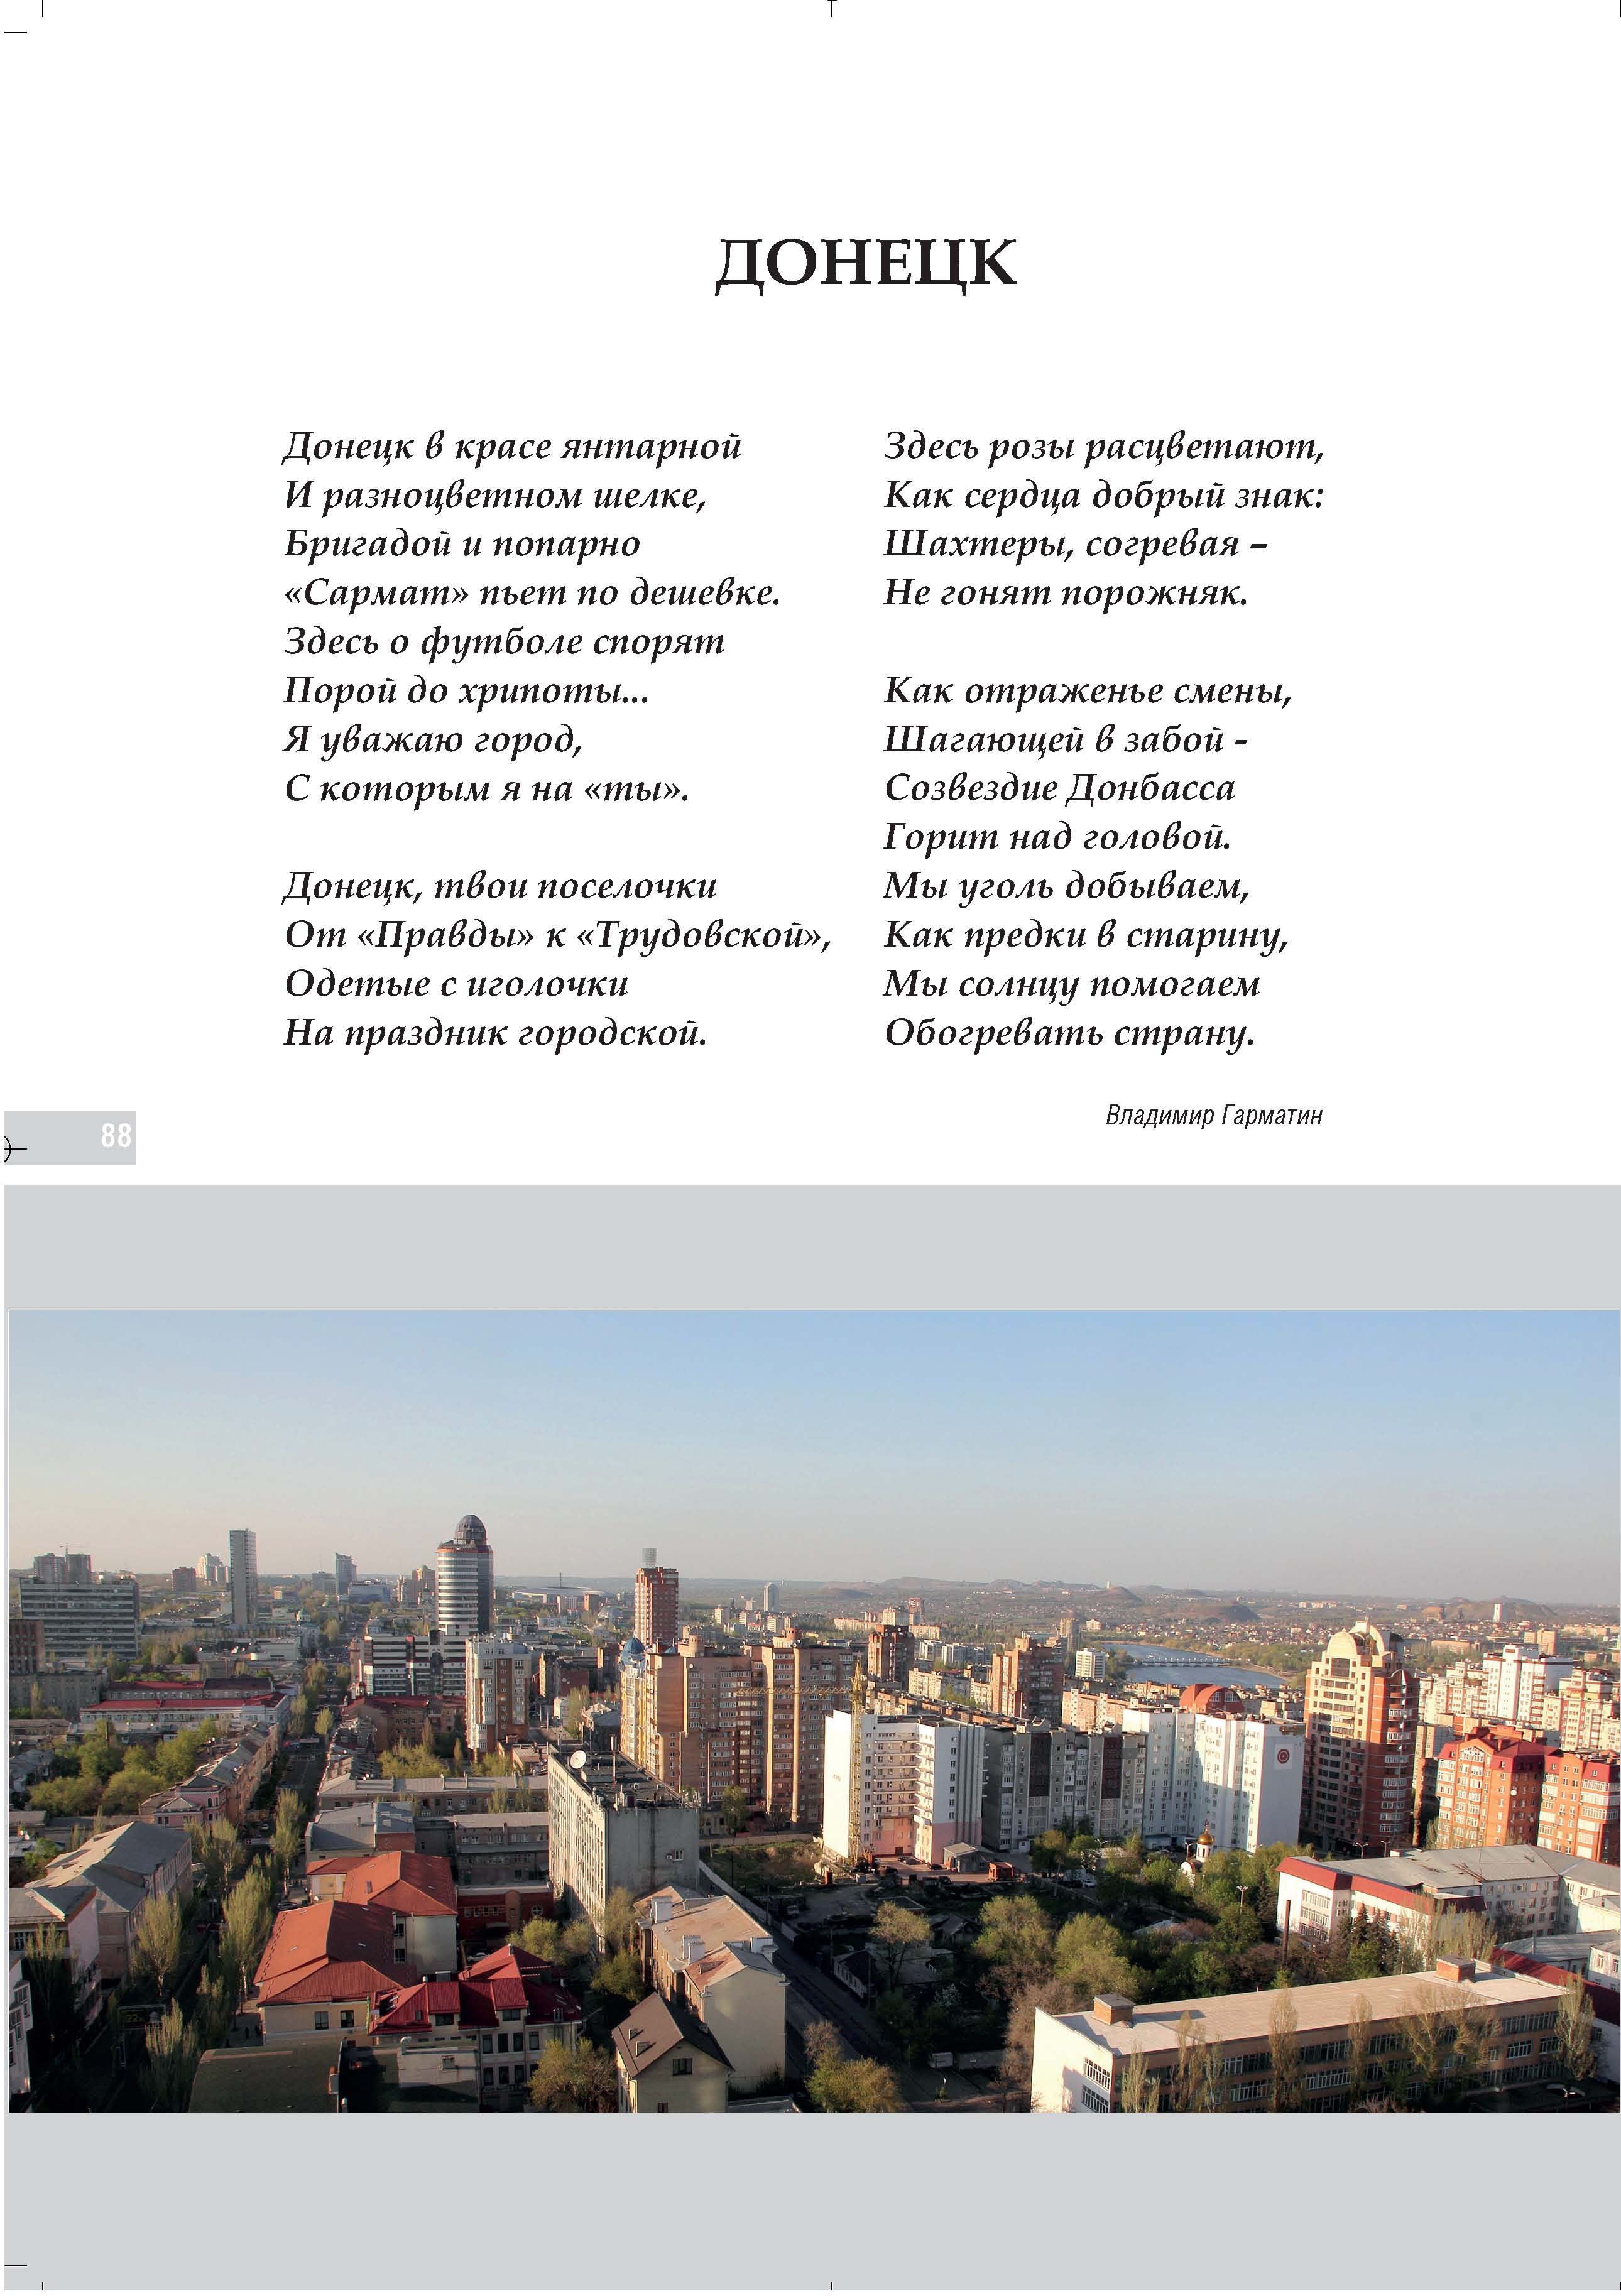 ДОНЕЦК
Донецк в красе янтарной
И разноцветном шелке,
Бригадой и попарно
«Сармат» пьет по дешевке.
Здесь о футболе спорят
Порой до хрипоты...
Я уважаю город,
С которым я на «ты».
Донецк, твои поселочки
От «Правды» к «Трудовской»,
Одетые с иголочки
На праздник городской.
Здесь розы расцветают,
Как сердца добрый знак:
Шахтеры, согревая –
Не гонят порожняк.
Как отраженье смены,
Шагающей в забой -
Созвездие Донбасса
Горит над головой.
Мы уголь добываем,
Как предки в старину,
Мы солнцу помогаем
Обогревать страну.
Владимир Гарматин
88